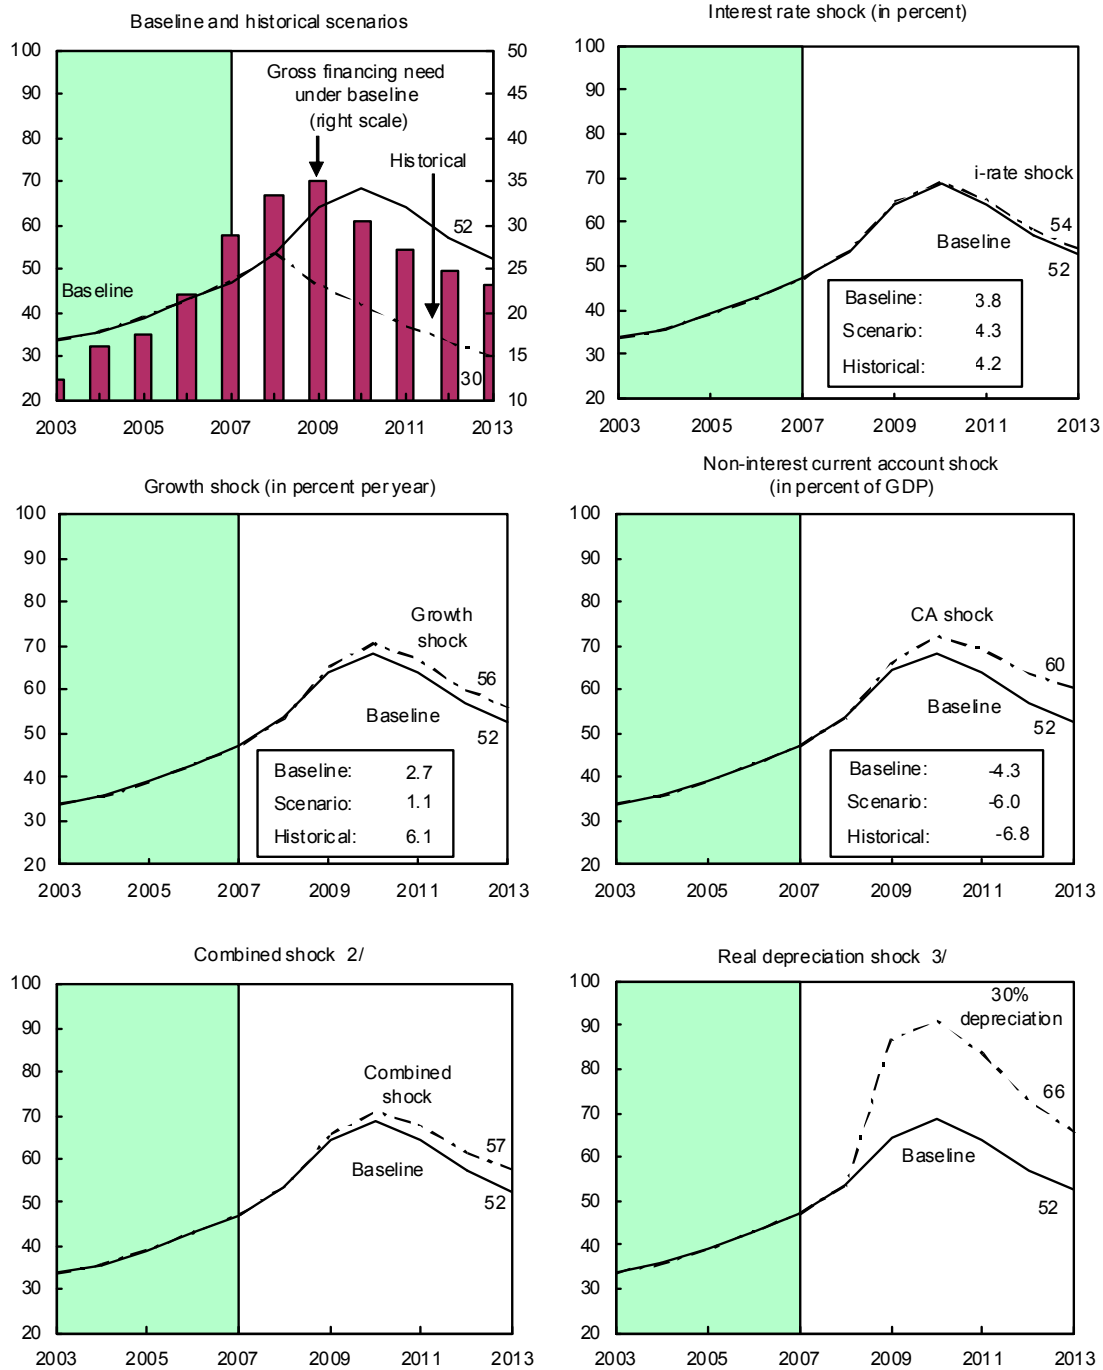 Baseline and historical scenarios
100
90
80
70
60
50
40
30
20
50
45
40
35
30
25
20
15
10
Gross financing need
under baseline
(right scale)
Historical
52
Baseline
30
2003 2005 2007 2009 2011 2013
Interest rate shock (in percent)
100
90
80
70
60
50
40
30
20
i-rate shock
54
Baseline
52
Baseline: 3.8
Scenario: 4.3
Historical: 4.2
2003 2005 2007 2009 2011 2013
Growth shock (in percent per year)
100
90
80
70
60
50
40
30
20
Growth
shock
56
Baseline
52
Baseline: 2.7
Scenario: 1.1
Historical: 6.1
2003 2005 2007 2009 2011 2013
Non-interest current account shock
(in percent of GDP)
100
90
80
70
60
50
40
30
20
CA shock
60
Baseline
52
Baseline: -4.3
Scenario: -6.0
Historical: -6.8
2003 2005 2007 2009 2011 2013
Combined shock 2/
100
90
80
70
60
50
40
30
20
Combined
shock
57
Baseline
52
2003 2005 2007 2009 2011 2013
Real depreciation shock 3/
100
90
80
70
60
50
40
30
20
30%
depreciation
66
Baseline
52
2003 2005 2007 2009 2011 2013